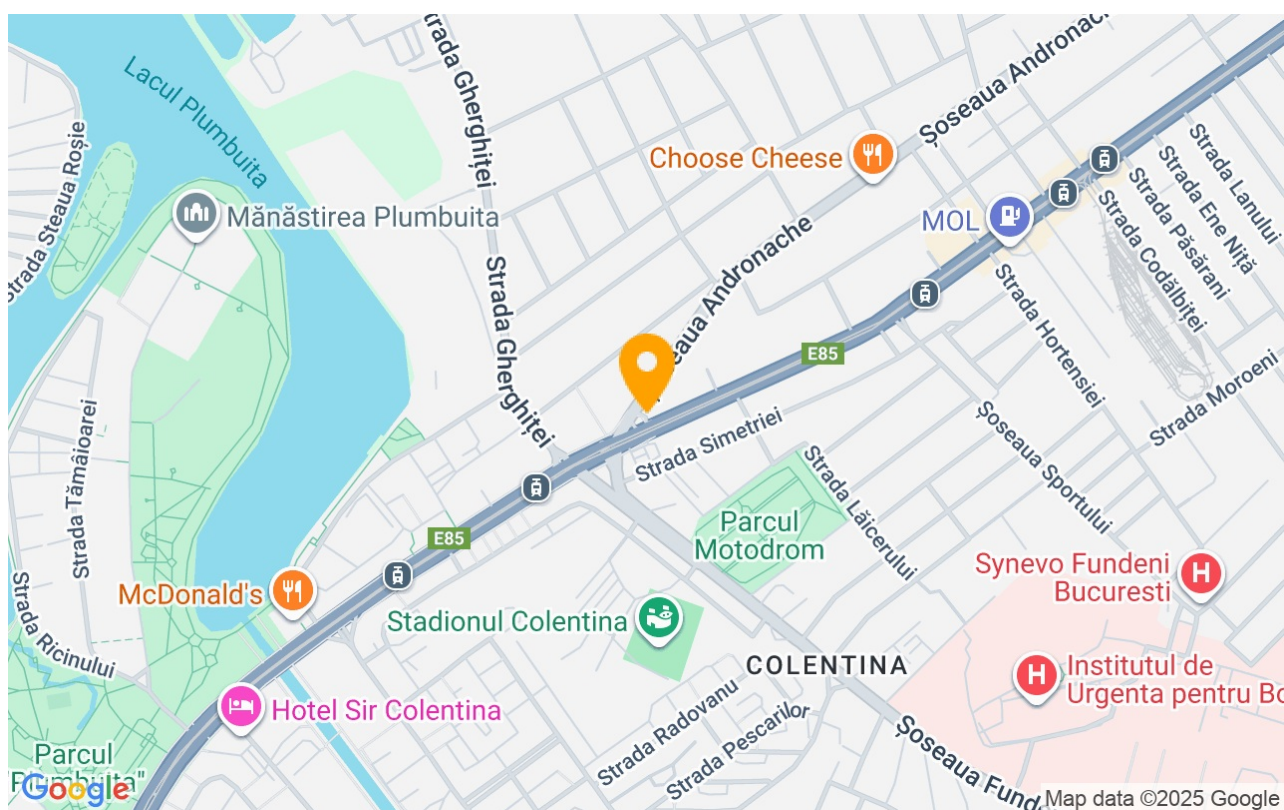 Lacul Plumbuita
Strada Gherghiței
Șoseaua Andronache
Choose Cheese
Strada Steaua Roșie
Mănăstirea Plumbuita
MOL
Strada Lanului
Strada Ene Niță
Strada Păsărani
Strada Codălbiței
Strada Gherghiței
Șoseaua Andronache
Strada Hortensiei
E85
Strada Moroeni
Strada Tămâioarei
Strada Simetriei
Strada Lăicerului
Șoseaua Sportului
E85
Parcul
Motodrom
McDonald's
Synevo Fundeni
Bucuresti
H
Stadionul Colentina
Strada Ricinului
COLENTINA
H
Institutul de
Urgenta pentru Bo
Hotel Sir Colentina
Strada Radovanu
Strada Pescarilor
Șoseaua Fund
Parcul
"Plumbuita"
Google
Map data ©2025 Google